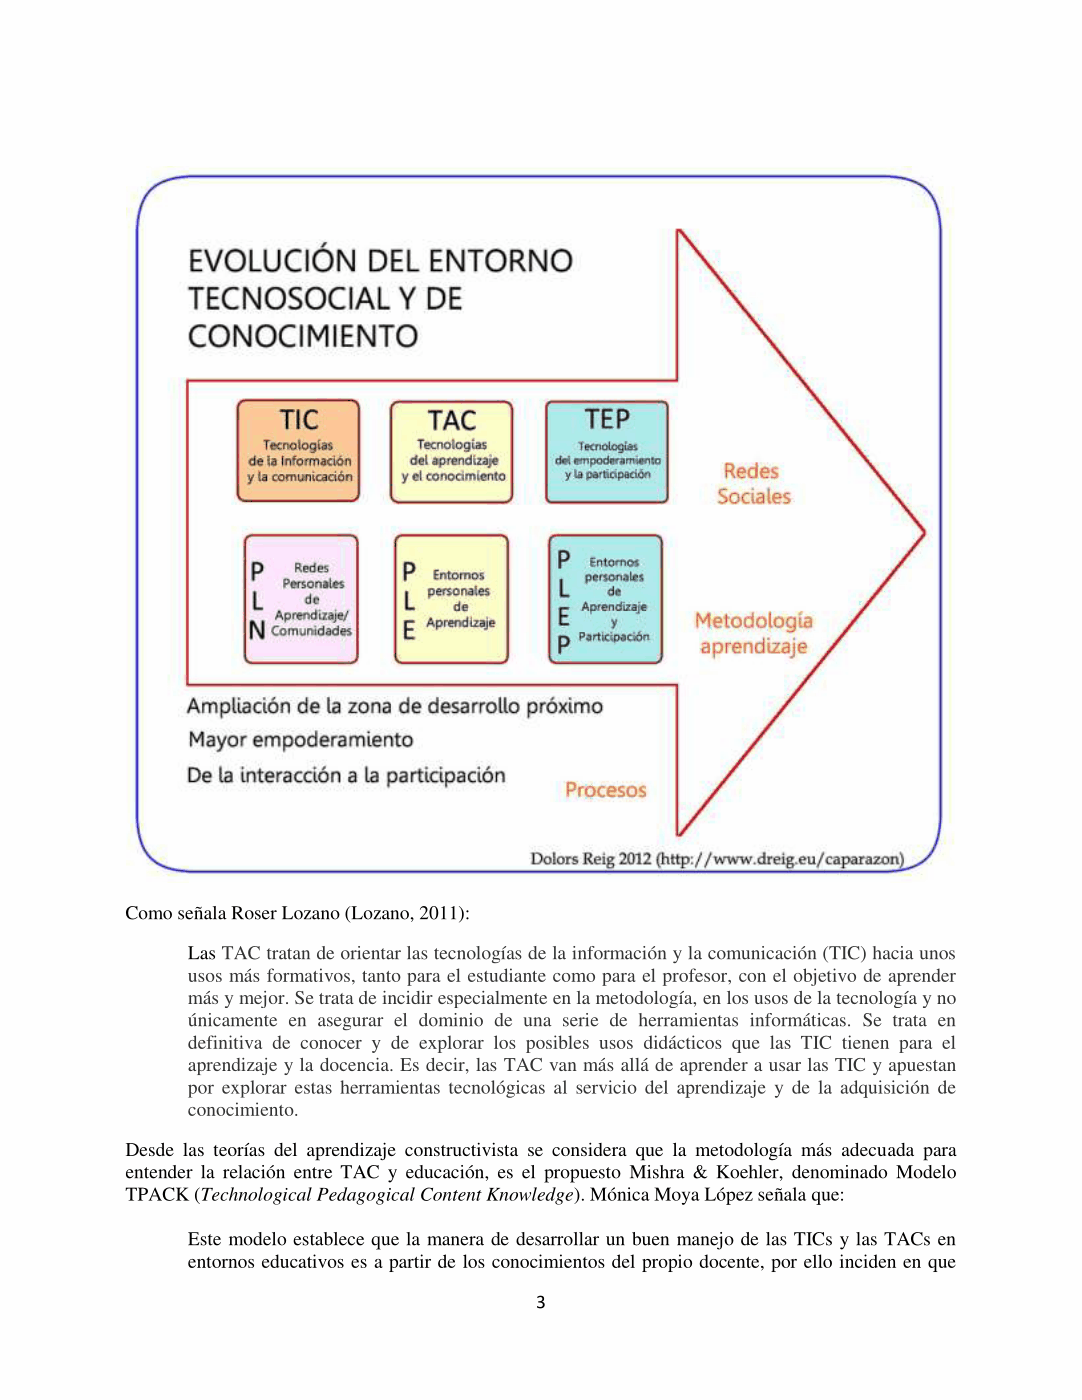 EVOLUCIÓN DEL ENTORNO
TECNOSOCIAL Y DE
CONOCIMIENTO
TIC
Tecnologías
de la Información
y la comunicación
TAC
Tecnologías
del aprendizaje
y el conocimiento
TEP
Tecnologías
del empoderamiento
y la participación
Redes
Sociales
PLN
Redes
Personales
de
Aprendizaje/
Comunidades
PLE
Entornos
personales
de
Aprendizaje
PLEP
Entornos
personales
de
Aprendizaje
y
Participación
Metodología
aprendizaje
Ampliación de la zona de desarrollo próximo
Mayor empoderamiento
De la interacción a la participación
Procesos
Dolors Reig 2012 (http://www.dreig.eu/caparazon)
Como señala Roser Lozano (Lozano, 2011):
Las TAC tratan de orientar las tecnologías de la información y la comunicación (TIC) hacia unos
usos más formativos, tanto para el estudiante como para el profesor, con el objetivo de aprender
más y mejor. Se trata de incidir especialmente en la metodología, en los usos de la tecnología y no
únicamente en asegurar el dominio de una serie de herramientas informáticas. Se trata en
definitiva de conocer y de explorar los posibles usos didácticos que las TIC tienen para el
aprendizaje y la docencia. Es decir, las TAC van más allá de aprender a usar las TIC y apuestan
por explorar estas herramientas tecnológicas al servicio del aprendizaje y de la adquisición de
conocimiento.
Desde las teorías del aprendizaje constructivista se considera que la metodología más adecuada para
entender la relación entre TAC y educación, es el propuesto Mishra & Koehler, denominado Modelo
TPACK (Technological Pedagogical Content Knowledge). Mónica Moya López señala que:
Este modelo establece que la manera de desarrollar un buen manejo de las TICs y las TACs en
entornos educativos es a partir de los conocimientos del propio docente, por ello inciden en que
3